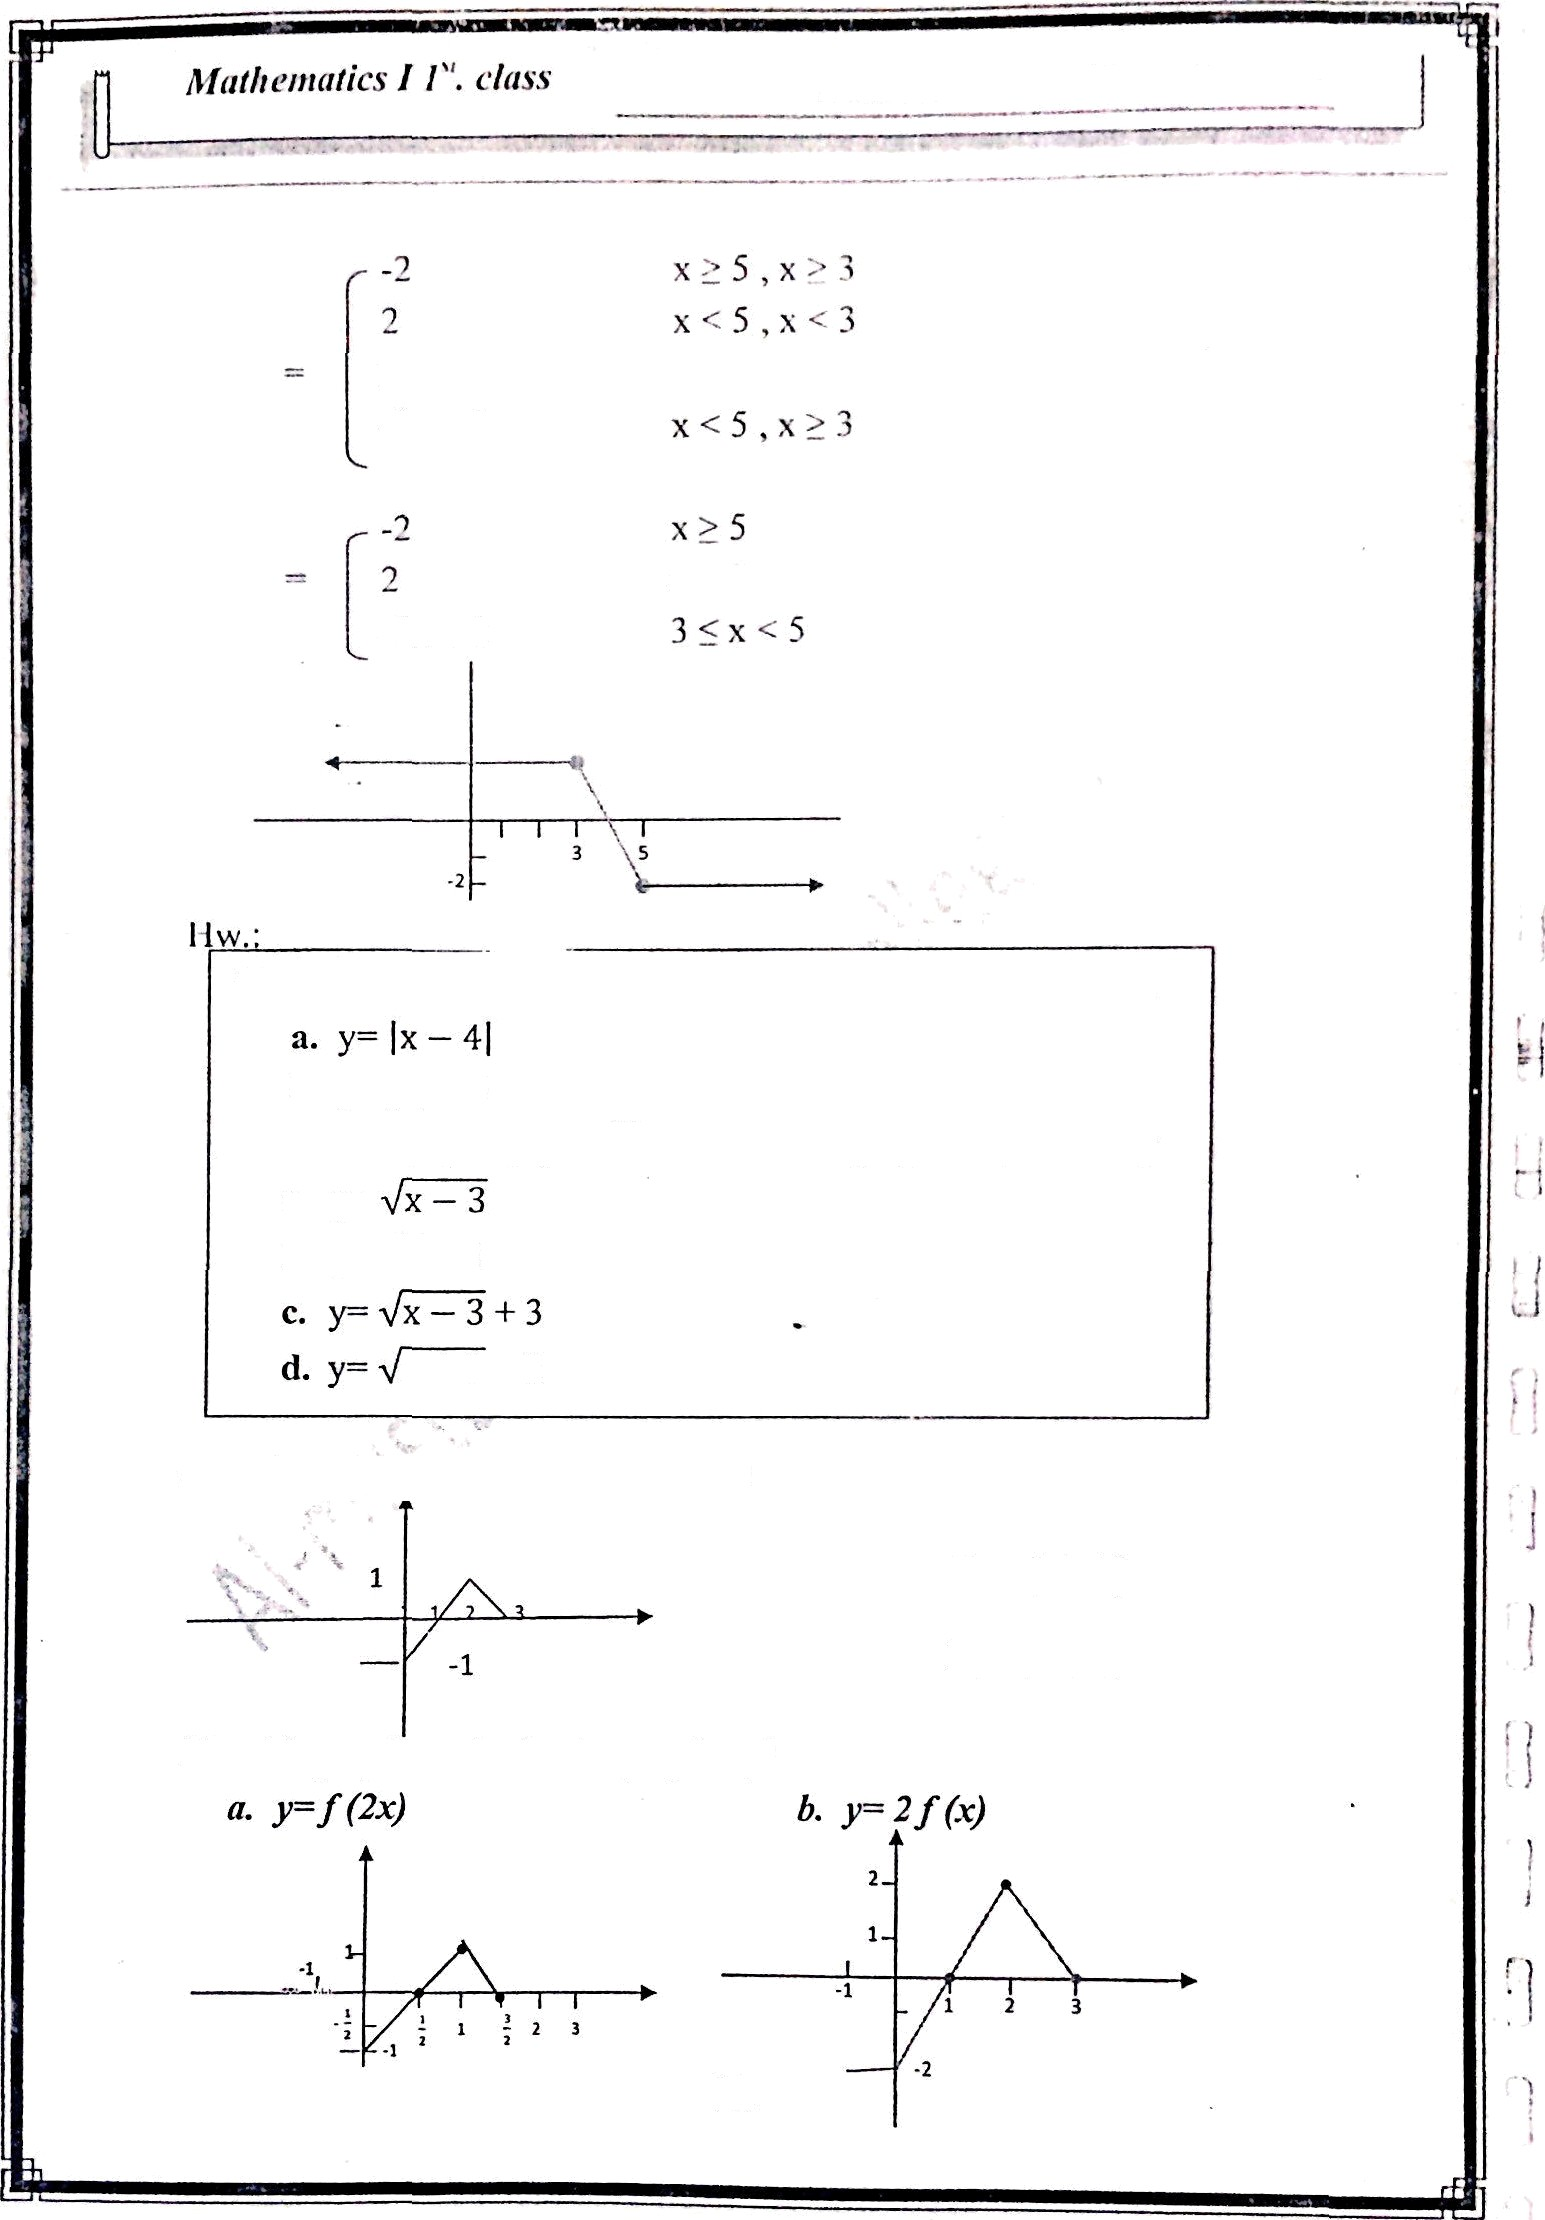 Mathematics I 1st. class
-2 x ≥ 5 , x ≥ 3
2 x < 5 , x < 3
=
x < 5 , x ≥ 3
-2 x ≥ 5
= 2
3 ≤ x < 5
3 5
-2
Hw.:
a. y= |x − 4|
√x − 3
c. y= √x − 3 + 3
d. y= √
1
1 2 3
-1
a. y=f (2x) b. y= 2 f (x)
2
1
1
-1
-1 1 2 3
-1/2 1/2 1 3/2 2 3
-1
-2